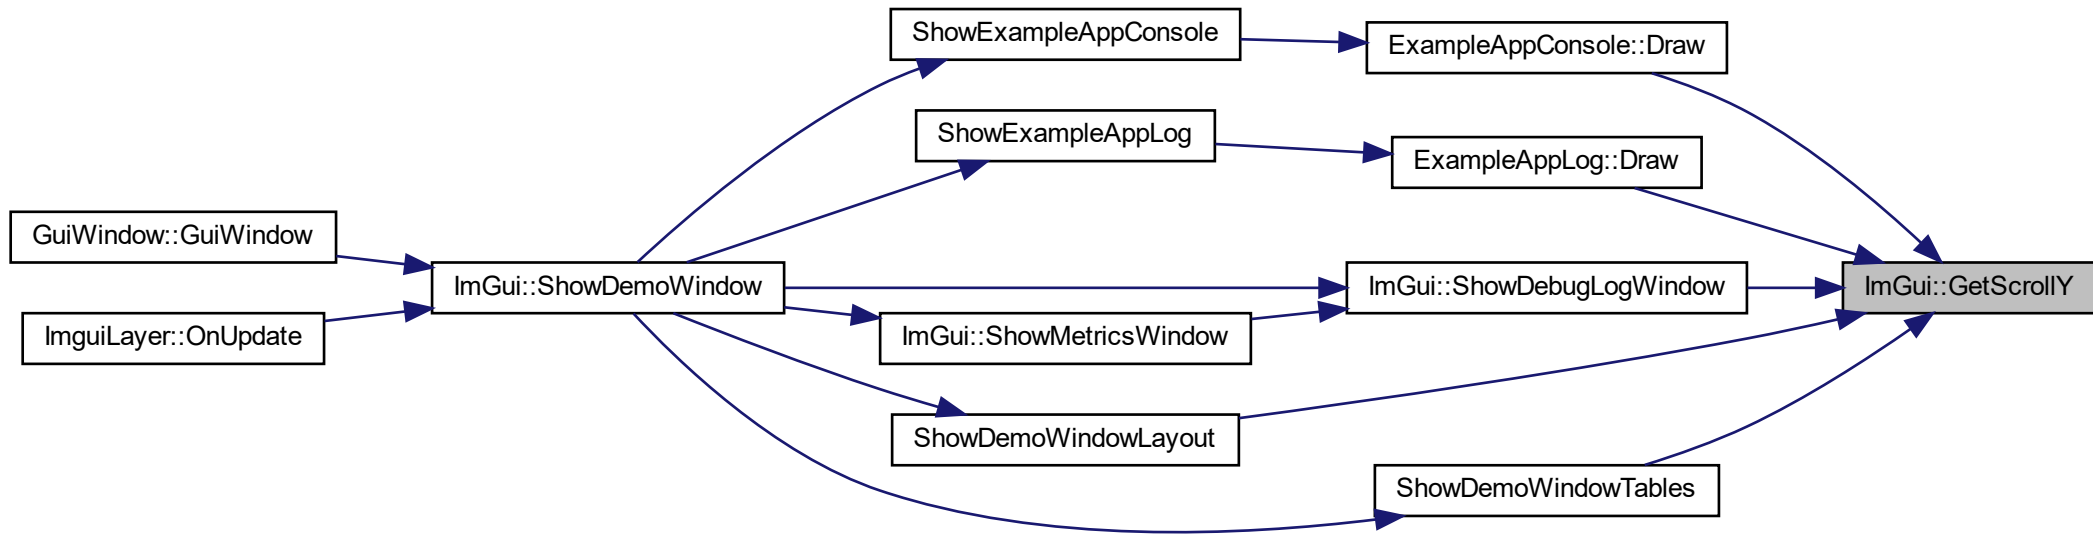 ShowExampleAppConsole
ExampleAppConsole::Draw
ShowExampleAppLog
ExampleAppLog::Draw
GuiWindow::GuiWindow
ImGui::ShowDemoWindow
ImGui::ShowDebugLogWindow
ImGui::GetScrollY
ImguiLayer::OnUpdate
ImGui::ShowMetricsWindow
ShowDemoWindowLayout
ShowDemoWindowTables